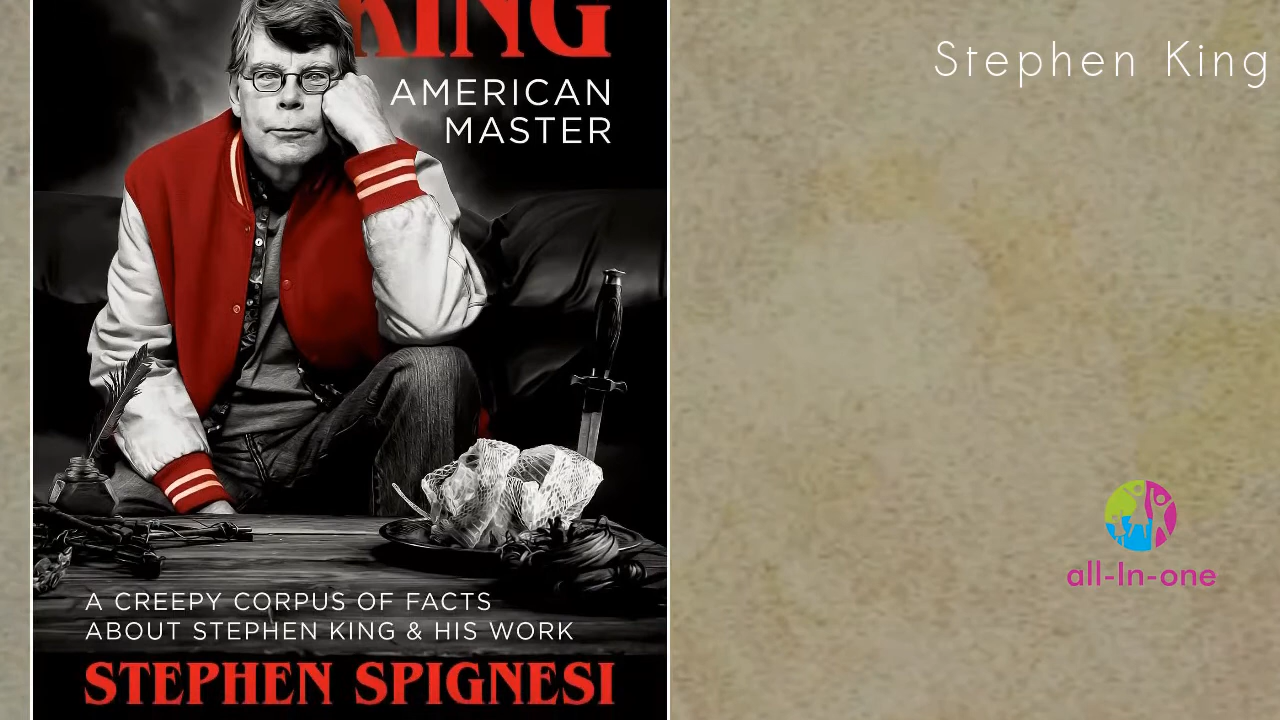 KING
AMERICAN
MASTER
A CREEPY CORPUS OF FACTS
ABOUT STEPHEN KING & HIS WORK
STEPHEN SPIGNESI
Stephen King
all-In-one